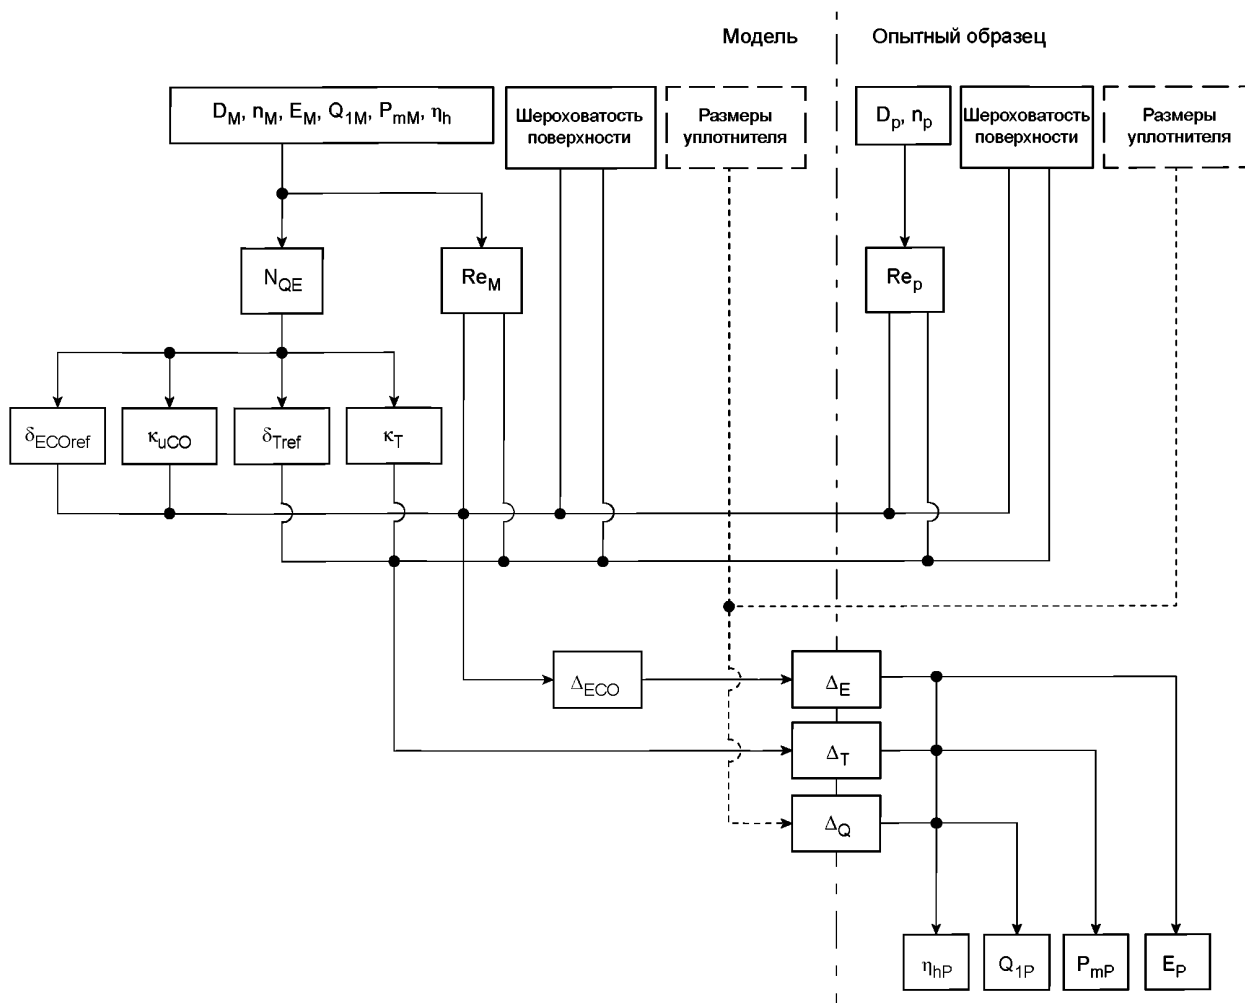 Модель
Опытный образец
D_M, n_M, E_M, Q_1M, P_mM, η_h
Шероховатость
поверхности
Размеры
уплотнителя
D_p, n_p
Шероховатость
поверхности
Размеры
уплотнителя
N_QE
Re_M
Re_p
δ_ECOref
κ_uCO
δ_Tref
κ_T
Δ_ECO
Δ_E
Δ_T
Δ_Q
η_hP
Q_1P
P_mP
E_P